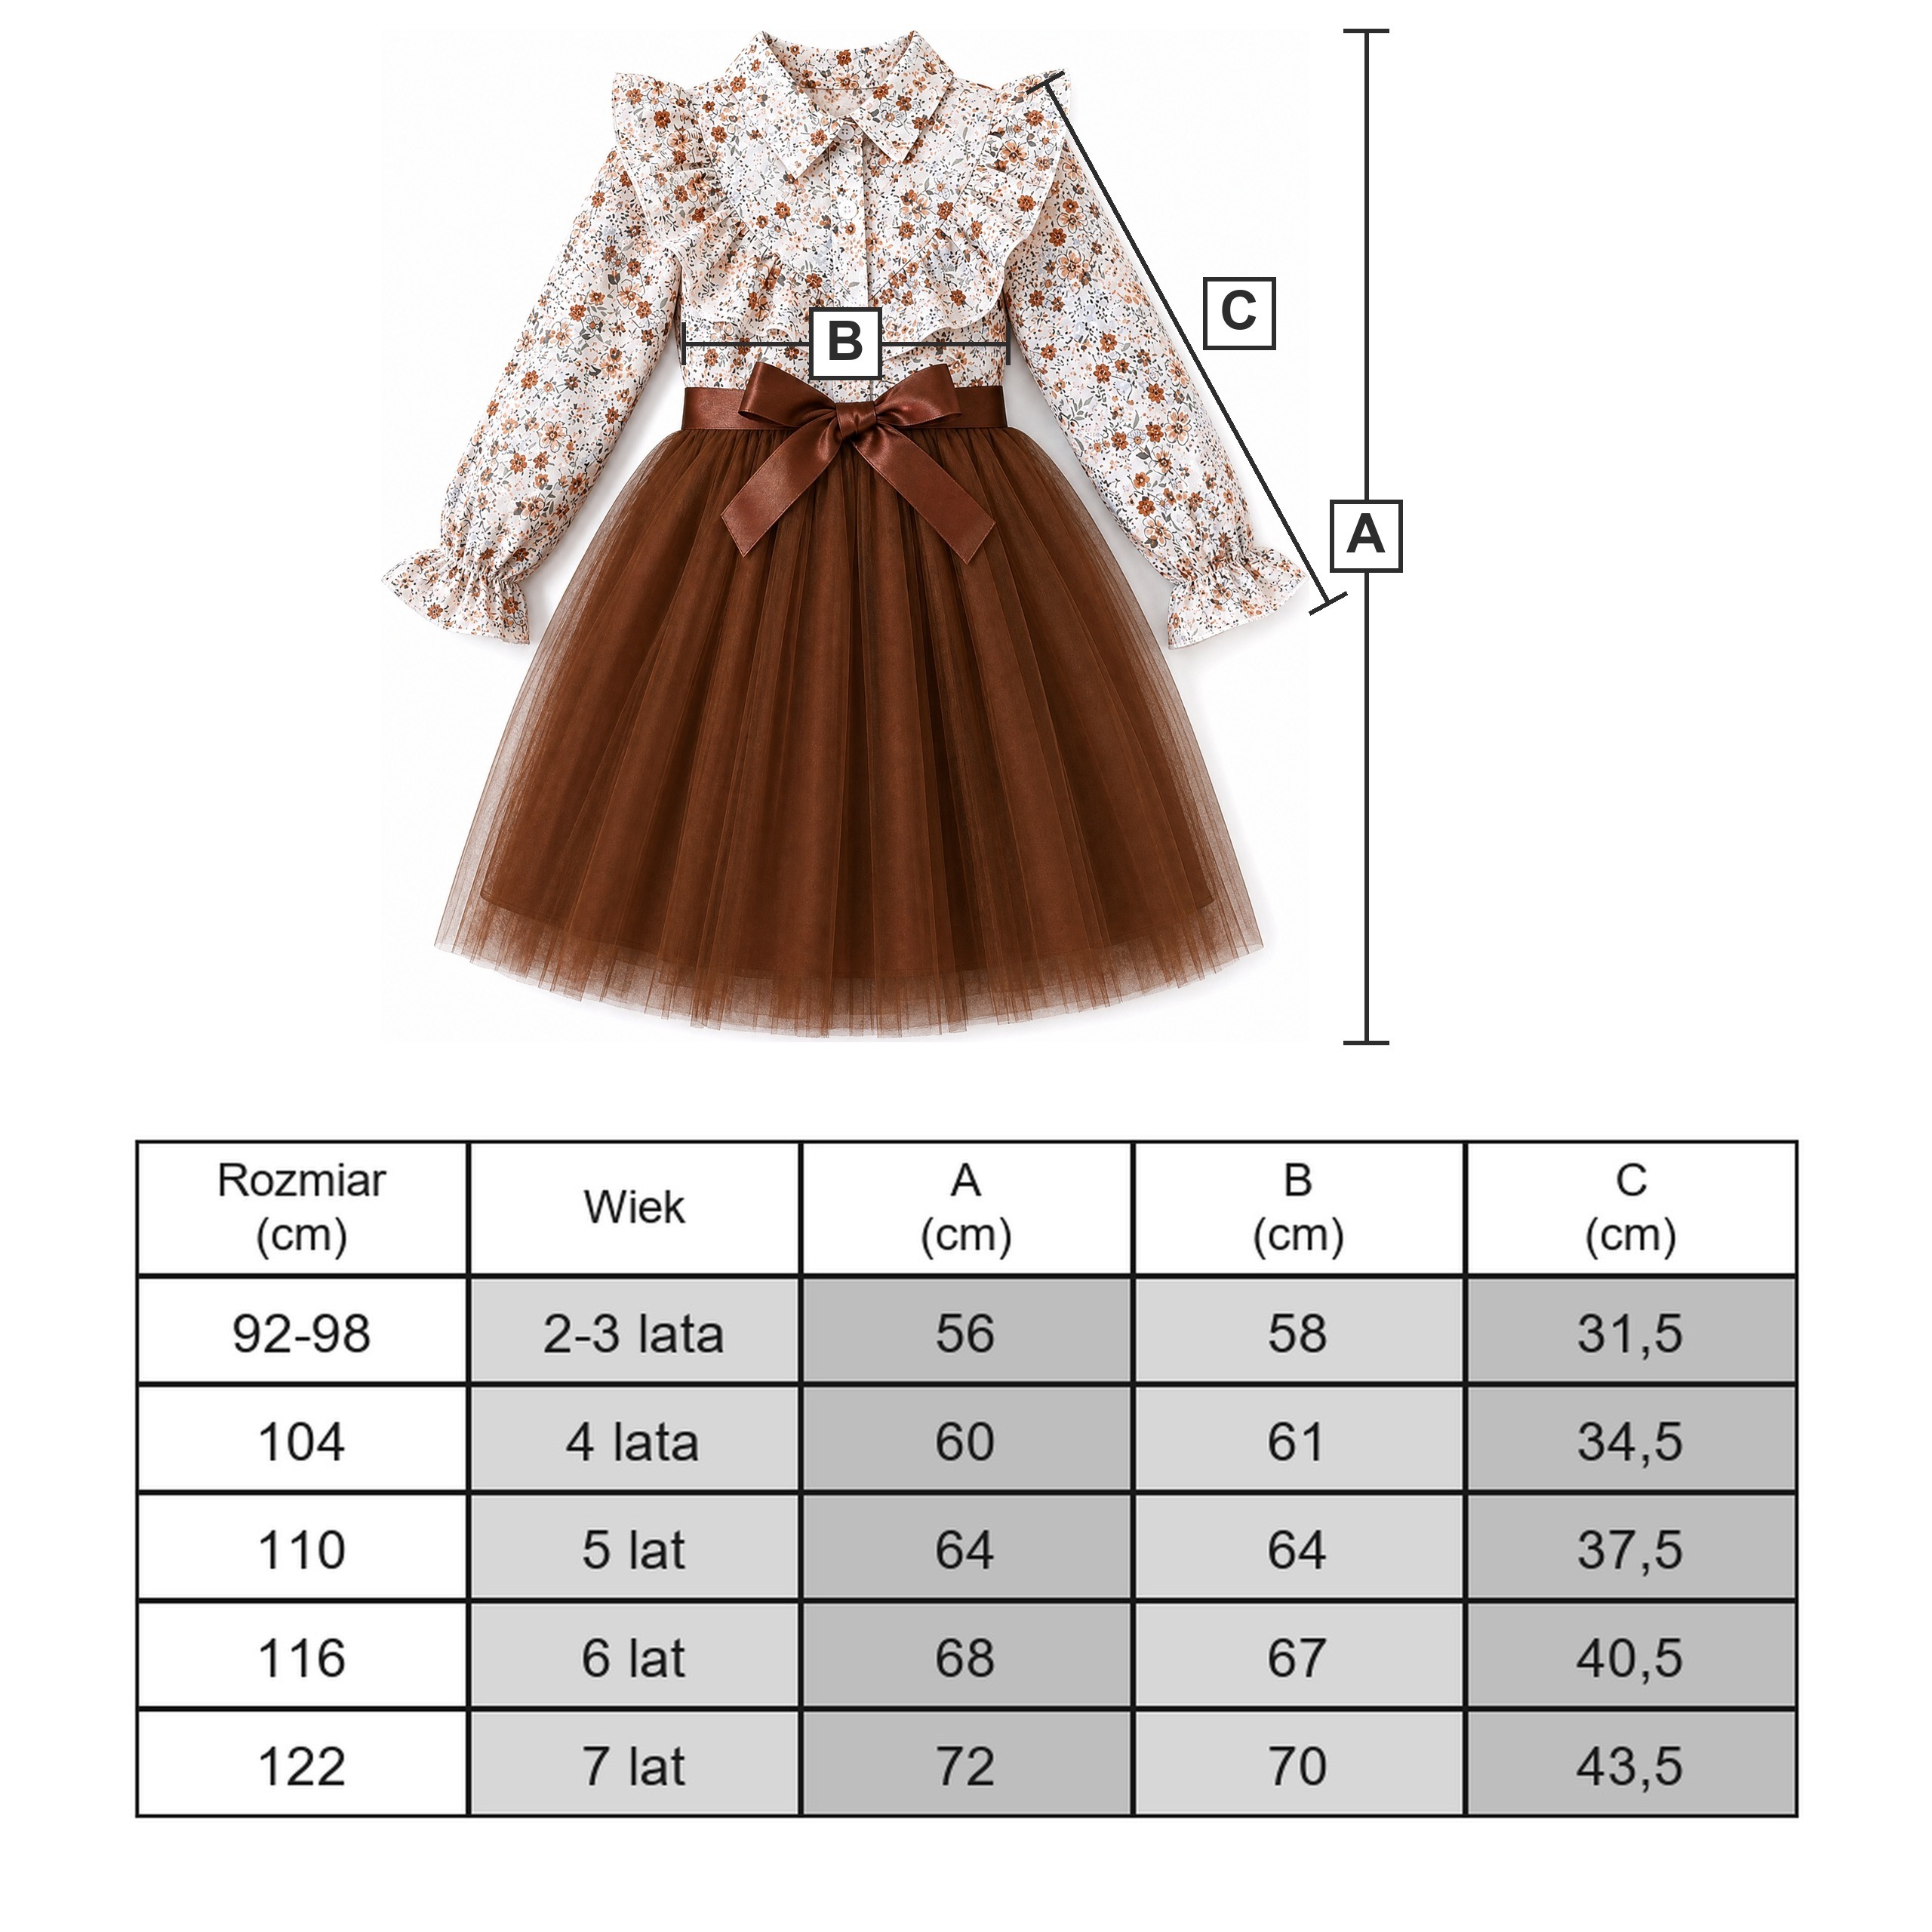 C
B
A
Rozmiar
(cm)
Wiek
A
(cm)
B
(cm)
C
(cm)
92-98 2-3 lata 56 58 31,5
104 4 lata 60 61 34,5
110 5 lat 64 64 37,5
116 6 lat 68 67 40,5
122 7 lat 72 70 43,5